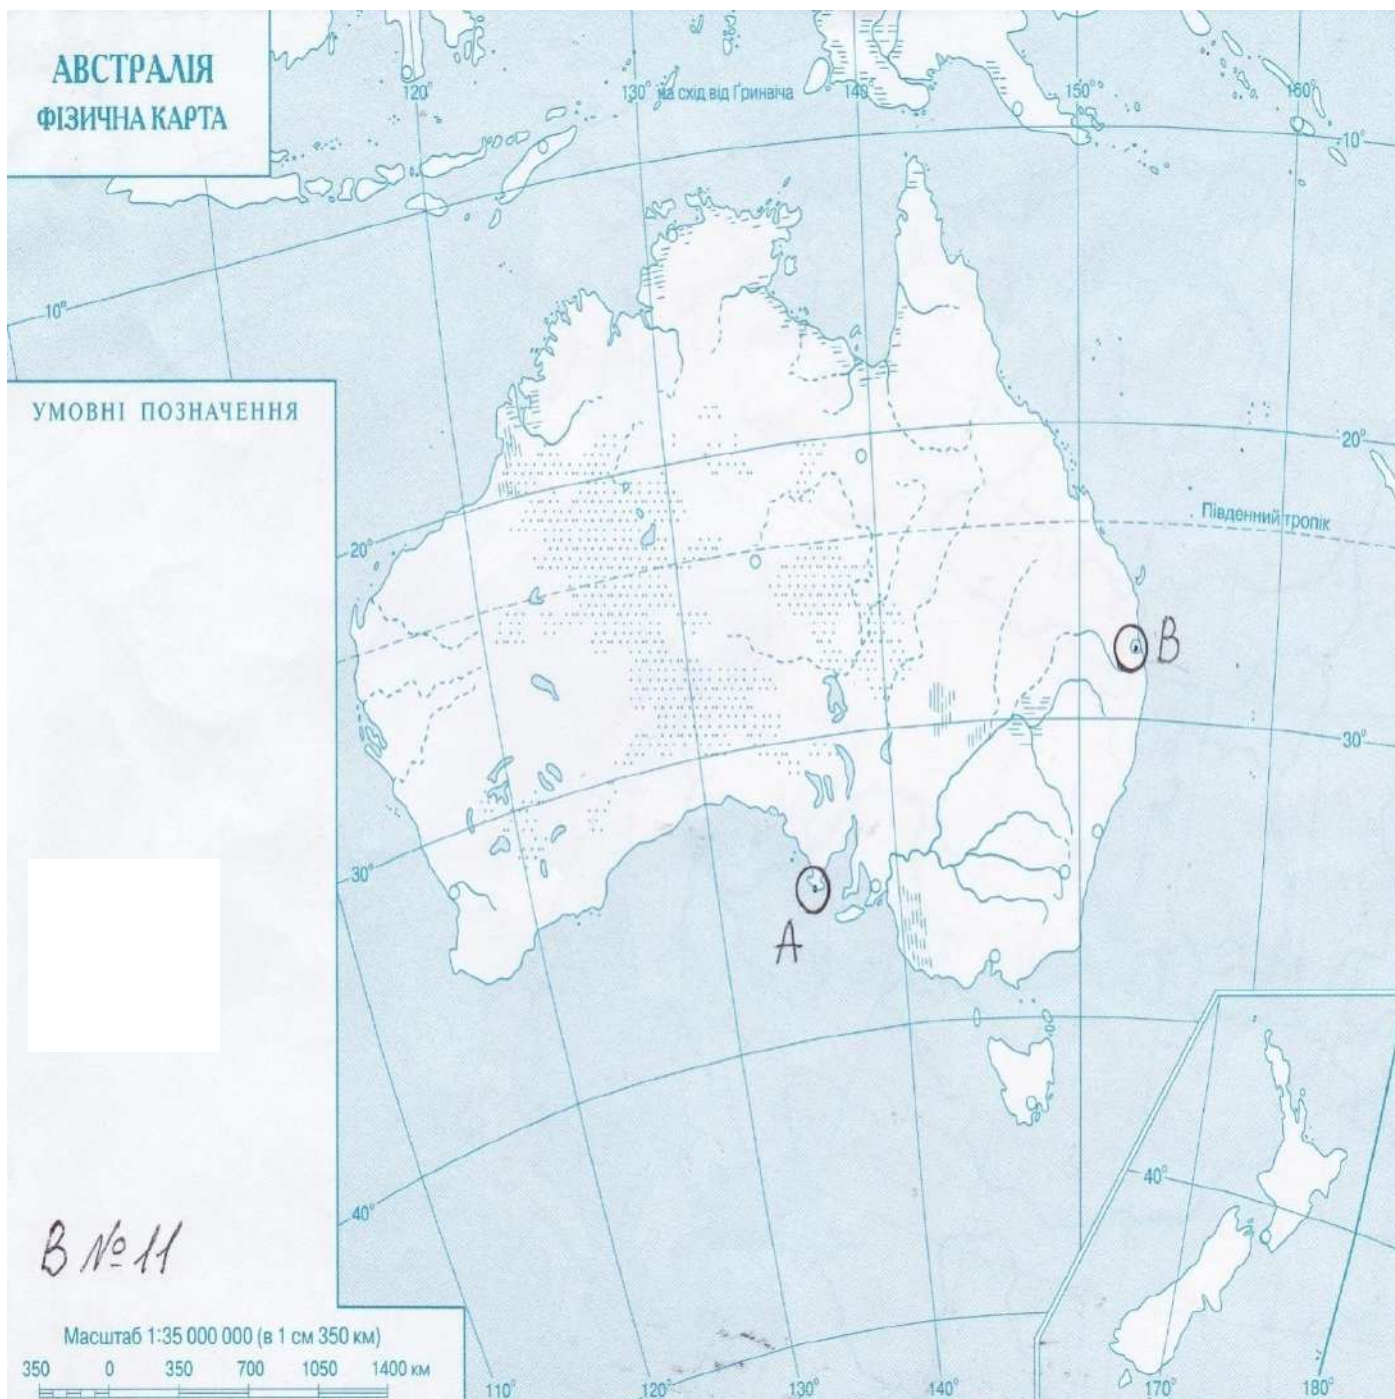 АВСТРАЛІЯ
ФІЗИЧНА КАРТА
120°
130° на схід від Ґринвіча
140°
150°
160°
10°
10°
УМОВНІ ПОЗНАЧЕННЯ
20°
Південний тропік
20°
B
30°
30°
A
40°
40°
В №11
Масштаб 1:35 000 000 (в 1 см 350 км)
350 0 350 700 1050 1400 км
110°
120°
130°
140°
170°
180°